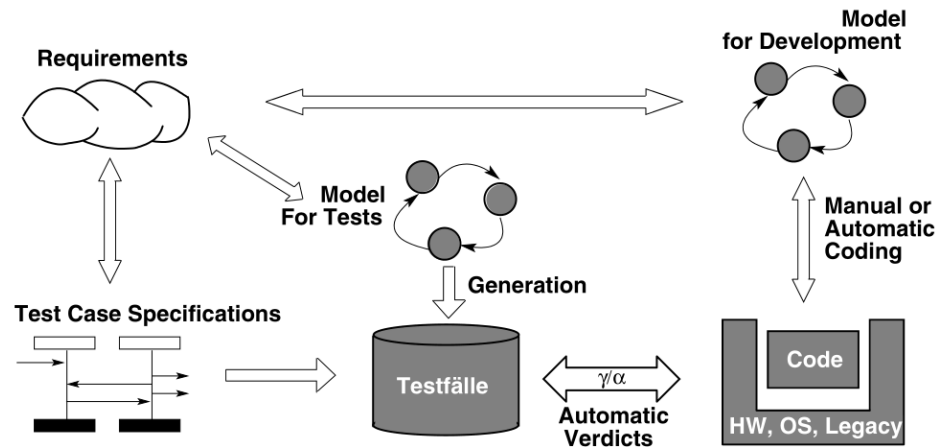 Requirements
Model
for Development
Model
For Tests
Manual or
Automatic
Coding
Generation
Test Case Specifications
Testfälle
γ/α
Automatic
Verdicts
Code
HW, OS, Legacy